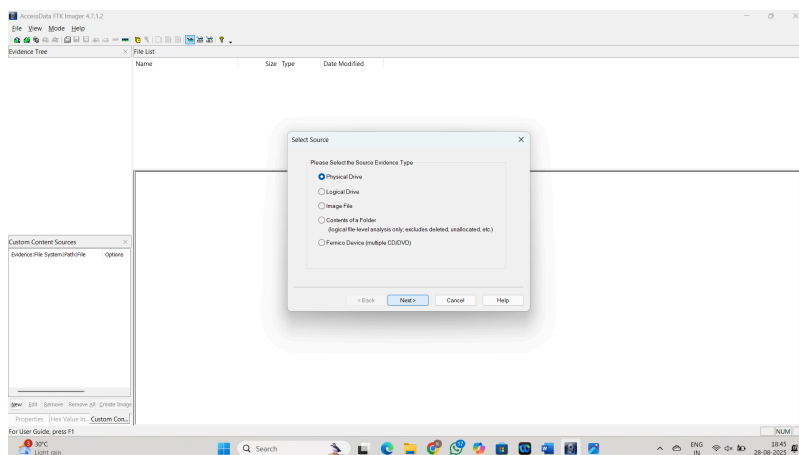 AccessData FTK Imager 4.7.1.2
File View Mode Help
Evidence Tree
File List
Name Size Type Date Modified
Select Source
Please Select the Source Evidence Type
Physical Drive
Logical Drive
Image File
Contents of a Folder
(logical file-level analysis only; excludes deleted, unallocated, etc.)
Fernico Device (multiple CD/DVD)
< Back Next > Cancel Help
Custom Content Sources
Evidence:File System|Path|File Options
New Edit Remove Remove All Create Image
Properties Hex Value In... Custom Con...
For User Guide, press F1
NUM
30°C
Light rain
Search
ENG
IN
18:45
28-08-2025